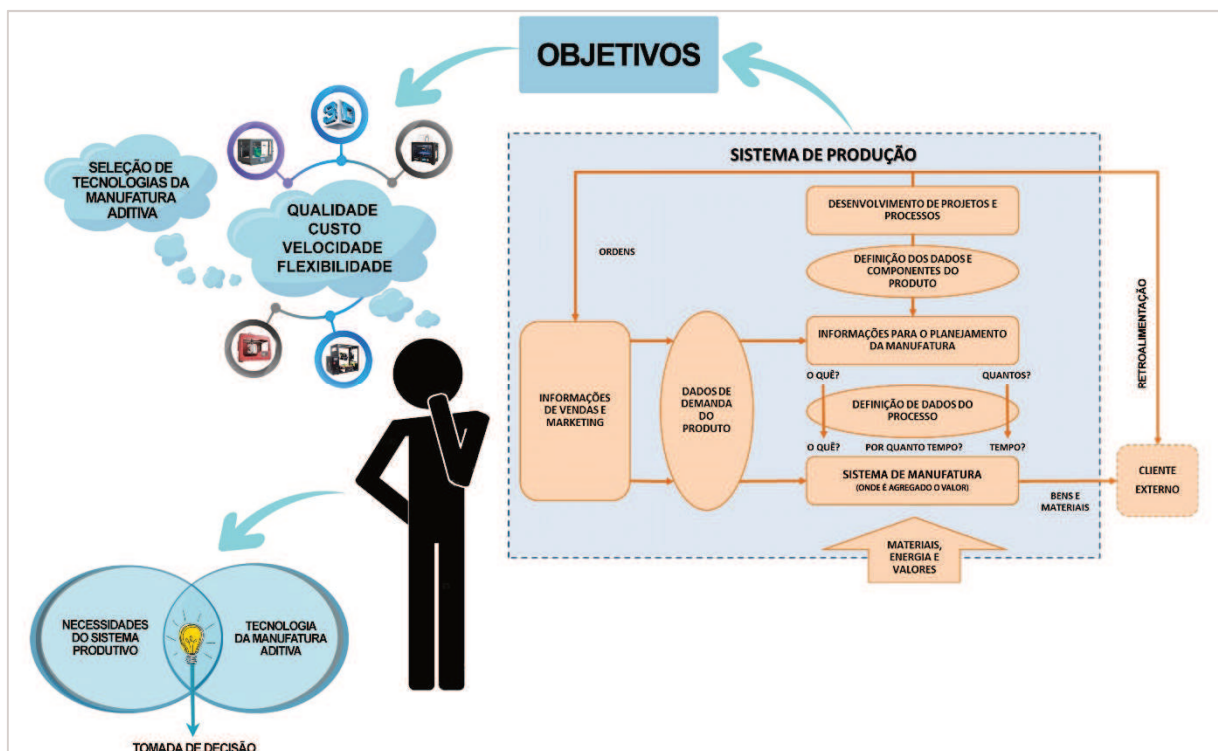 OBJETIVOS
3D
SELEÇÃO DE
TECNOLOGIAS DA
MANUFATURA
ADITIVA
QUALIDADE
CUSTO
VELOCIDADE
FLEXIBILIDADE
SISTEMA DE PRODUÇÃO
DESENVOLVIMENTO DE PROJETOS E
PROCESSOS
ORDENS
DEFINIÇÃO DOS DADOS E
COMPONENTES DO
PRODUTO
INFORMAÇÕES PARA O PLANEJAMENTO
DA MANUFATURA
RETROALIMENTAÇÃO
O QUÊ?
QUANTOS?
INFORMAÇÕES
DE VENDAS E
MARKETING
DADOS DE
DEMANDA
DO
PRODUTO
DEFINIÇÃO DE DADOS DO
PROCESSO
O QUÊ?
POR QUANTO TEMPO?
TEMPO?
SISTEMA DE MANUFATURA
(ONDE É AGREGADO O VALOR)
BENS E
MATERIAIS
CLIENTE
EXTERNO
MATERIAIS,
ENERGIA E
VALORES
NECESSIDADES
DO SISTEMA
PRODUTIVO
TECNOLOGIA
DA MANUFATURA
ADITIVA
TOMADA DE DECISÃO